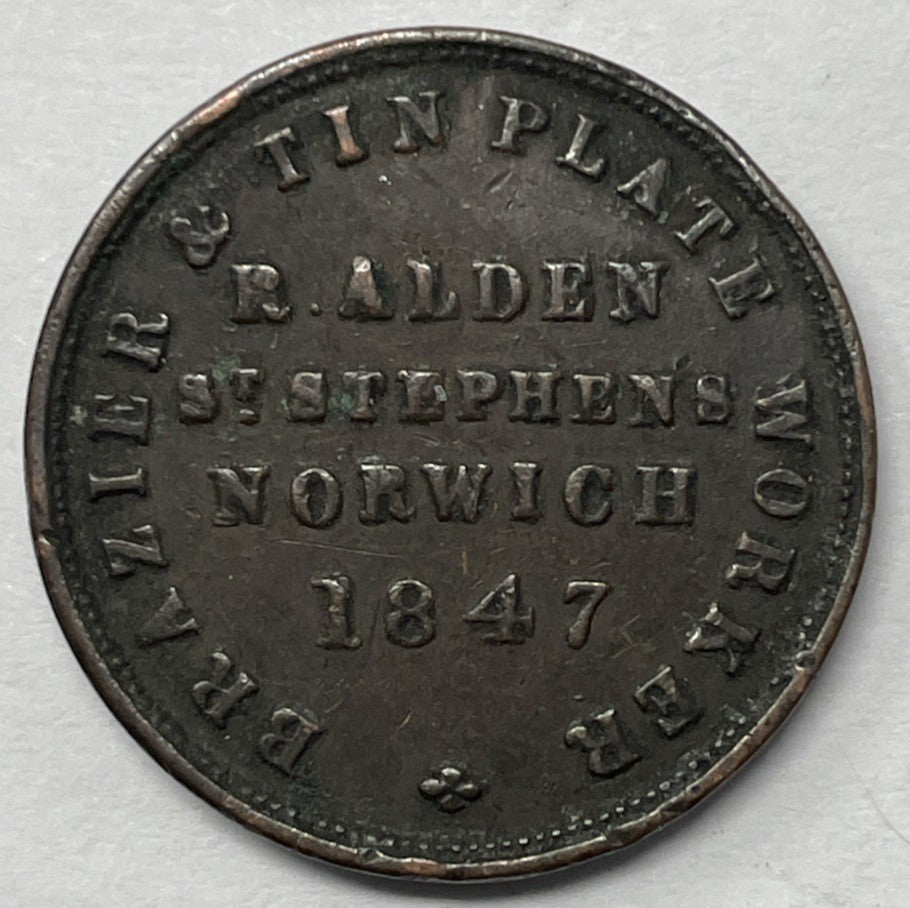 BRAZIER & TIN PLATE WORKER
R. ALDEN
ST STEPHENS
NORWICH
1847